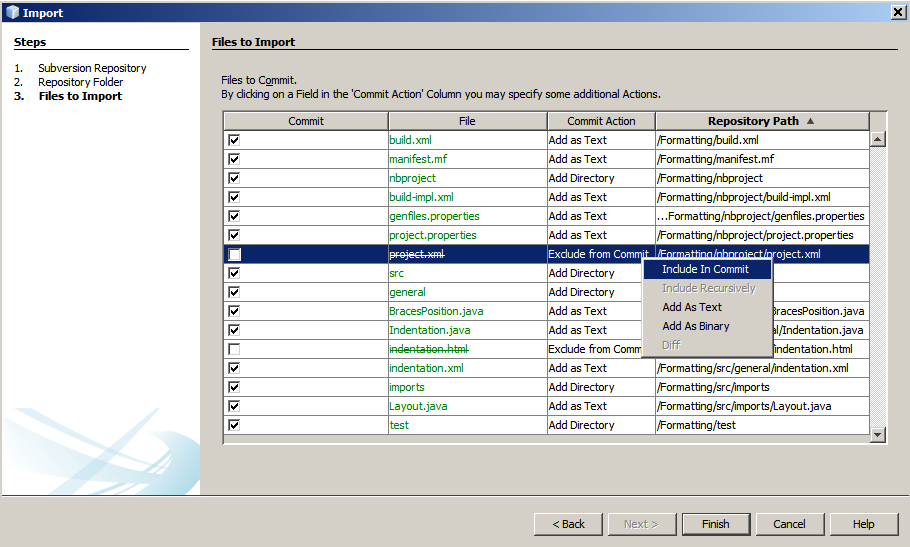 Import
Steps
1. Subversion Repository
2. Repository Folder
3. Files to Import
Files to Import
Files to Commit.
By clicking on a Field in the 'Commit Action' Column you may specify some additional Actions.
Commit File Commit Action Repository Path
build.xml Add as Text /Formatting/build.xml
manifest.mf Add as Text /Formatting/manifest.mf
nbproject Add Directory /Formatting/nbproject
build-impl.xml Add as Text /Formatting/nbproject/build-impl.xml
genfiles.properties Add as Text ...Formatting/nbproject/genfiles.properties
project.properties Add as Text /Formatting/nbproject/project.properties
project.xml Exclude from Commit /Formatting/nbproject/project.xml
src Add Directory
general Add Directory
BracesPosition.java Add as Text BracesPosition.java
Indentation.java Add as Text al/Indentation.java
indentation.html Exclude from Comm /indentation.html
indentation.xml Add as Text /Formatting/src/general/indentation.xml
imports Add Directory /Formatting/src/imports
Layout.java Add as Text /Formatting/src/imports/Layout.java
test Add Directory /Formatting/test
Include In Commit
Include Recursively
Add As Text
Add As Binary
Diff
< Back Next > Finish Cancel Help